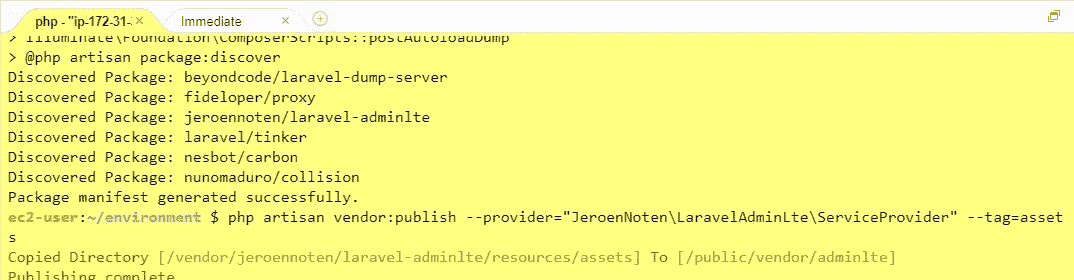 php - "ip-172-31-
Immediate
> Illuminate\Foundation\ComposerScripts::postAutoloadDump
> @php artisan package:discover
Discovered Package: beyondcode/laravel-dump-server
Discovered Package: fideloper/proxy
Discovered Package: jeroennoten/laravel-adminlte
Discovered Package: laravel/tinker
Discovered Package: nesbot/carbon
Discovered Package: nunomaduro/collision
Package manifest generated successfully.
ec2-user:~/environment $ php artisan vendor:publish --provider="JeroenNoten\LaravelAdminLte\ServiceProvider" --tag=asset
s
Copied Directory [/vendor/jeroennoten/laravel-adminlte/resources/assets] To [/public/vendor/adminlte]
Publishing complete.